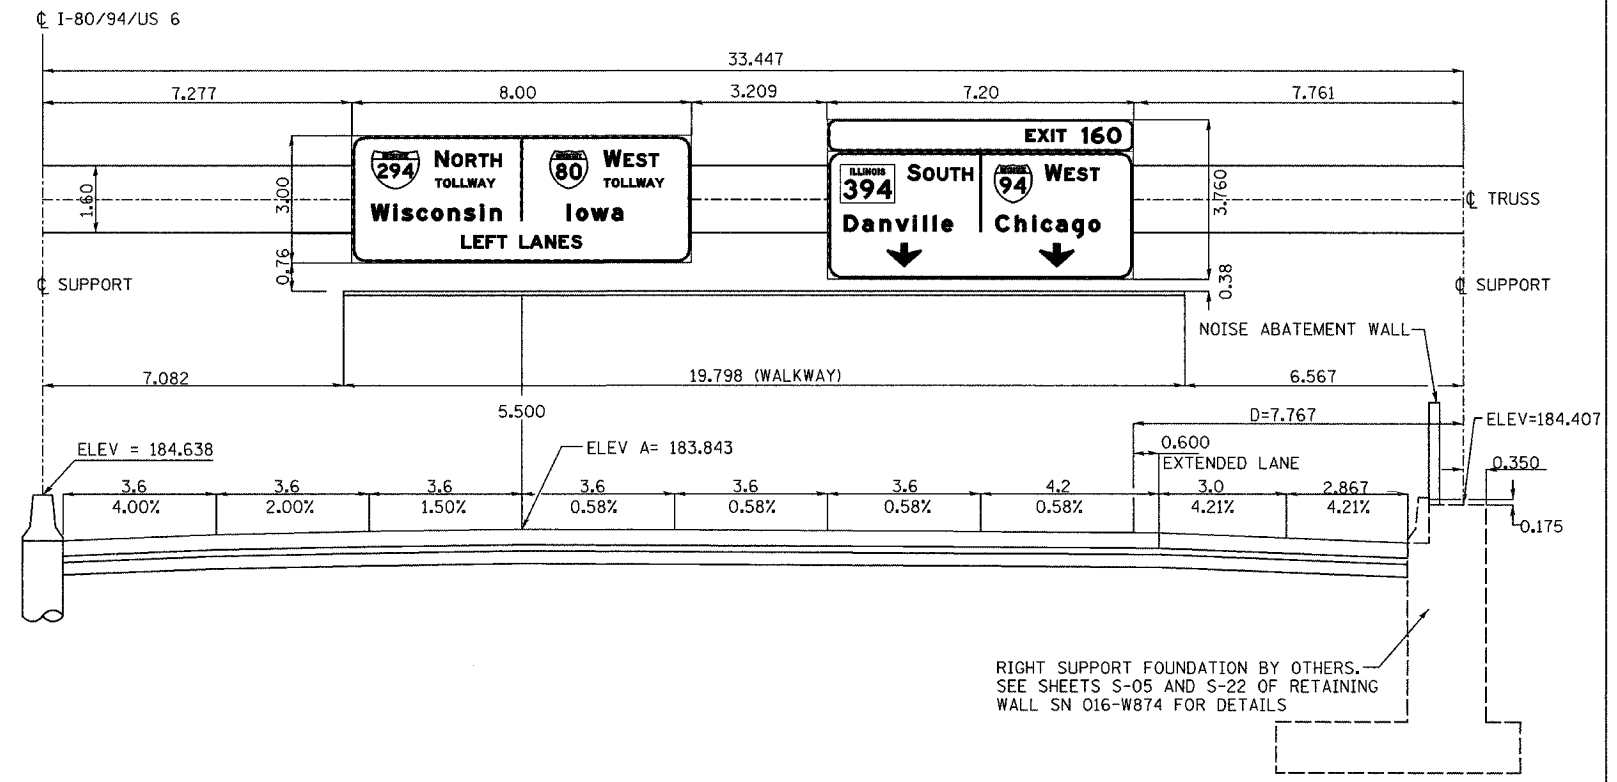 ℄ I-80/94/US 6
33.447
7.277
8.00
3.209
7.20
7.761
EXIT 160
294
NORTH
TOLLWAY
80
WEST
TOLLWAY
Wisconsin
Iowa
LEFT LANES
ILLINOIS
394
SOUTH
94
WEST
Danville
Chicago
1.60
3.00
0.76
3.760
0.38
℄ TRUSS
℄ SUPPORT
℄ SUPPORT
NOISE ABATEMENT WALL
7.082
19.798 (WALKWAY)
6.567
5.500
D=7.767
ELEV=184.407
ELEV = 184.638
ELEV A= 183.843
0.600
EXTENDED LANE
0.350
3.6
3.6
3.6
3.6
3.6
3.6
4.2
3.0
2.867
4.00%
2.00%
1.50%
0.58%
0.58%
0.58%
0.58%
4.21%
4.21%
0.175
RIGHT SUPPORT FOUNDATION BY OTHERS.
SEE SHEETS S-05 AND S-22 OF RETAINING
WALL SN 016-W874 FOR DETAILS